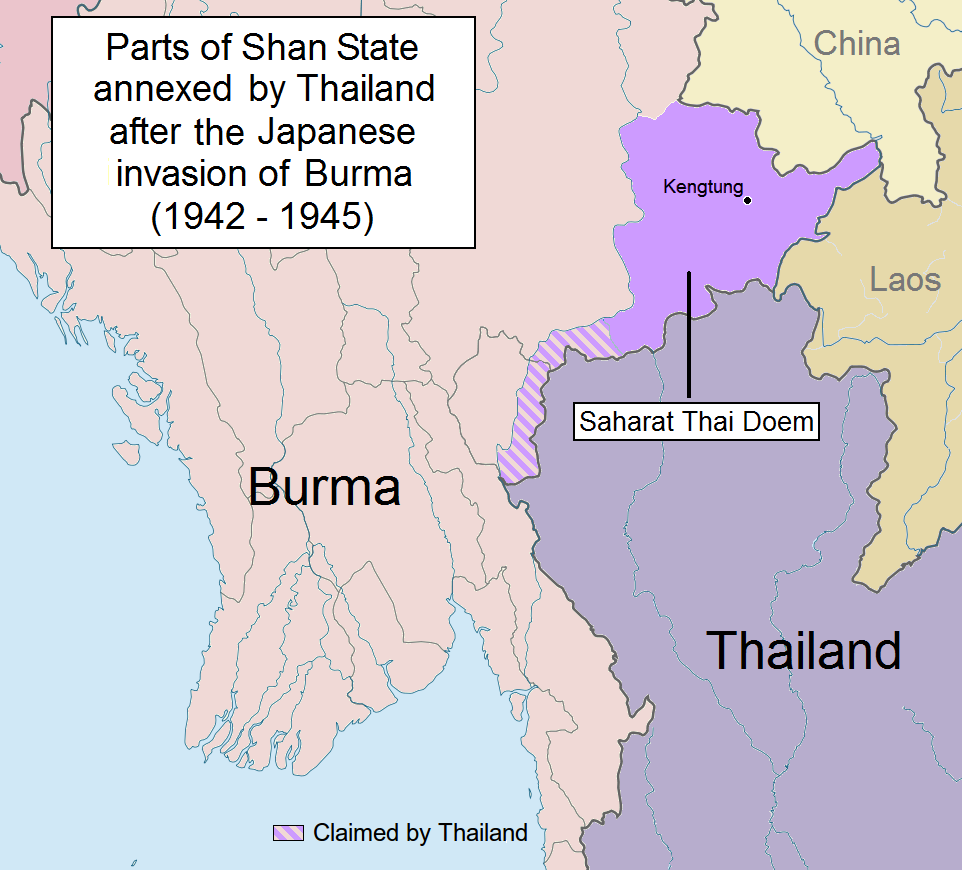 Parts of Shan State
annexed by Thailand
after the Japanese
invasion of Burma
(1942 - 1945)
China
Kengtung
Laos
Saharat Thai Doem
Burma
Thailand
Claimed by Thailand